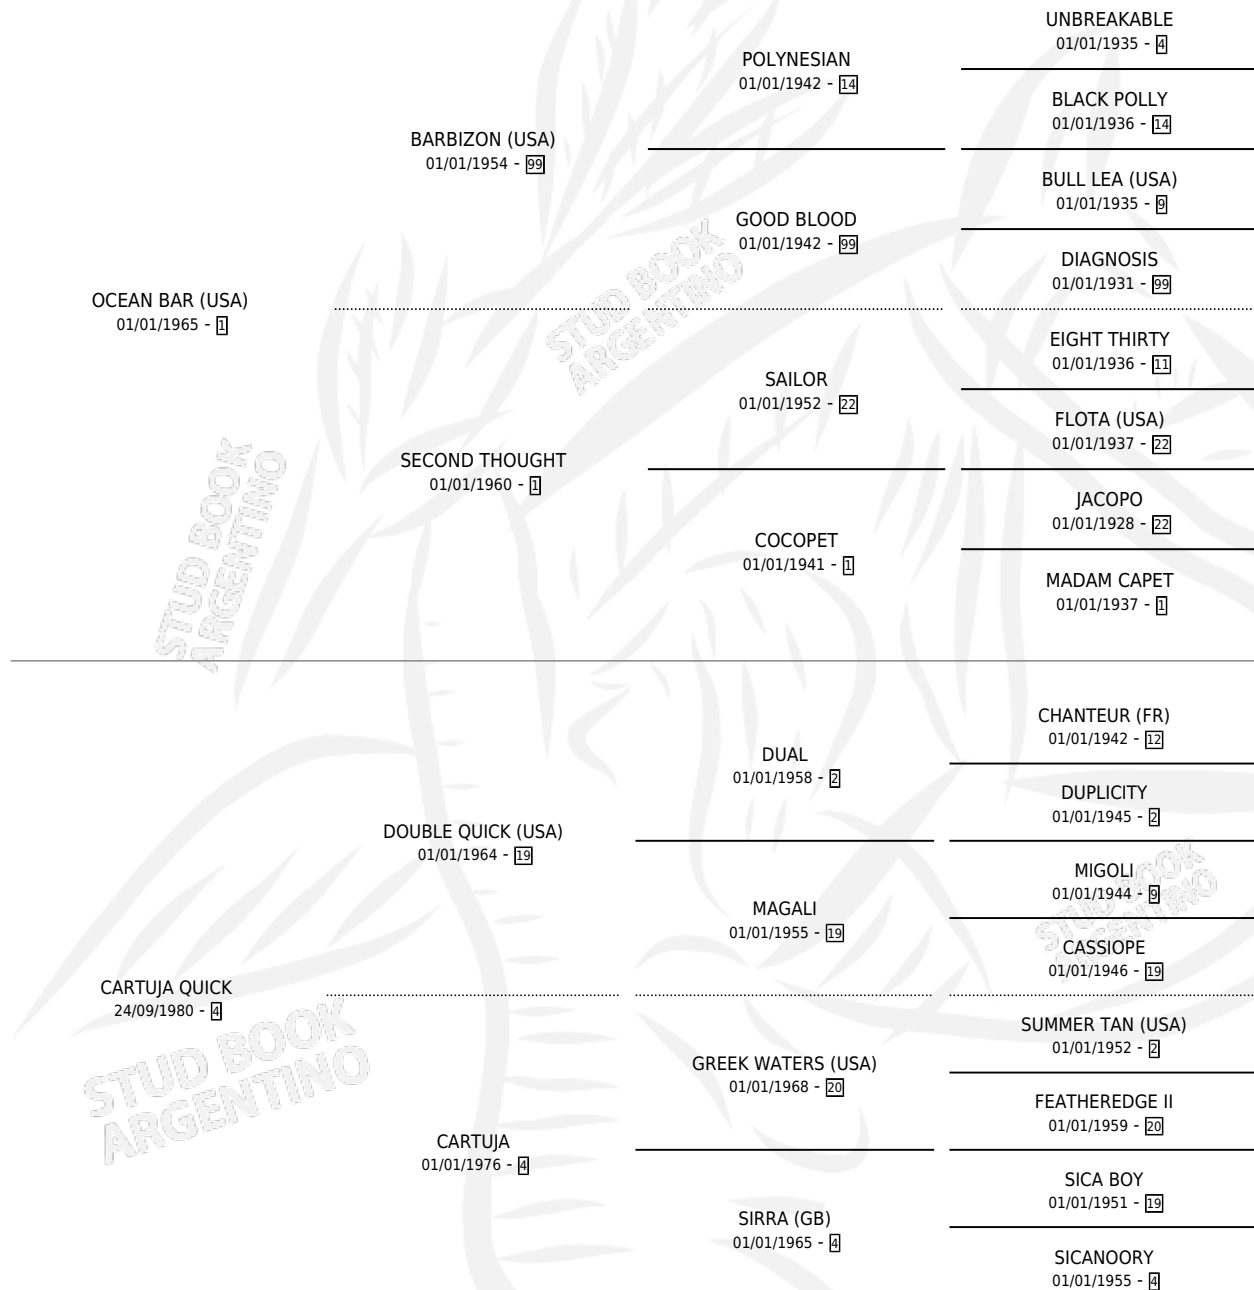 UNBREAKABLE
01/01/1935 - 4
POLYNESIAN
01/01/1942 - 14
BLACK POLLY
01/01/1936 - 14
BARBIZON (USA)
01/01/1954 - 99
BULL LEA (USA)
01/01/1935 - 9
GOOD BLOOD
01/01/1942 - 99
DIAGNOSIS
01/01/1931 - 99
OCEAN BAR (USA)
01/01/1965 - 1
EIGHT THIRTY
01/01/1936 - 11
SAILOR
01/01/1952 - 22
FLOTA (USA)
01/01/1937 - 22
SECOND THOUGHT
01/01/1960 - 1
JACOPO
01/01/1928 - 22
COCOPET
01/01/1941 - 1
MADAM CAPET
01/01/1937 - 1
STUD BOOK
ARGENTINO
STUD BOOK
ARGENTINO
CHANTEUR (FR)
01/01/1942 - 12
DUAL
01/01/1958 - 2
DUPLICITY
01/01/1945 - 2
DOUBLE QUICK (USA)
01/01/1964 - 19
MIGOLI
01/01/1944 - 9
MAGALI
01/01/1955 - 19
CASSIOPE
01/01/1946 - 19
CARTUJA QUICK
24/09/1980 - 4
SUMMER TAN (USA)
01/01/1952 - 2
GREEK WATERS (USA)
01/01/1968 - 20
FEATHEREDGE II
01/01/1959 - 20
CARTUJA
01/01/1976 - 4
SICA BOY
01/01/1951 - 19
SIRRA (GB)
01/01/1965 - 4
SICANOORY
01/01/1955 - 4
STUD BOOK
ARGENTINO
STUD BOOK
ARGENTINO